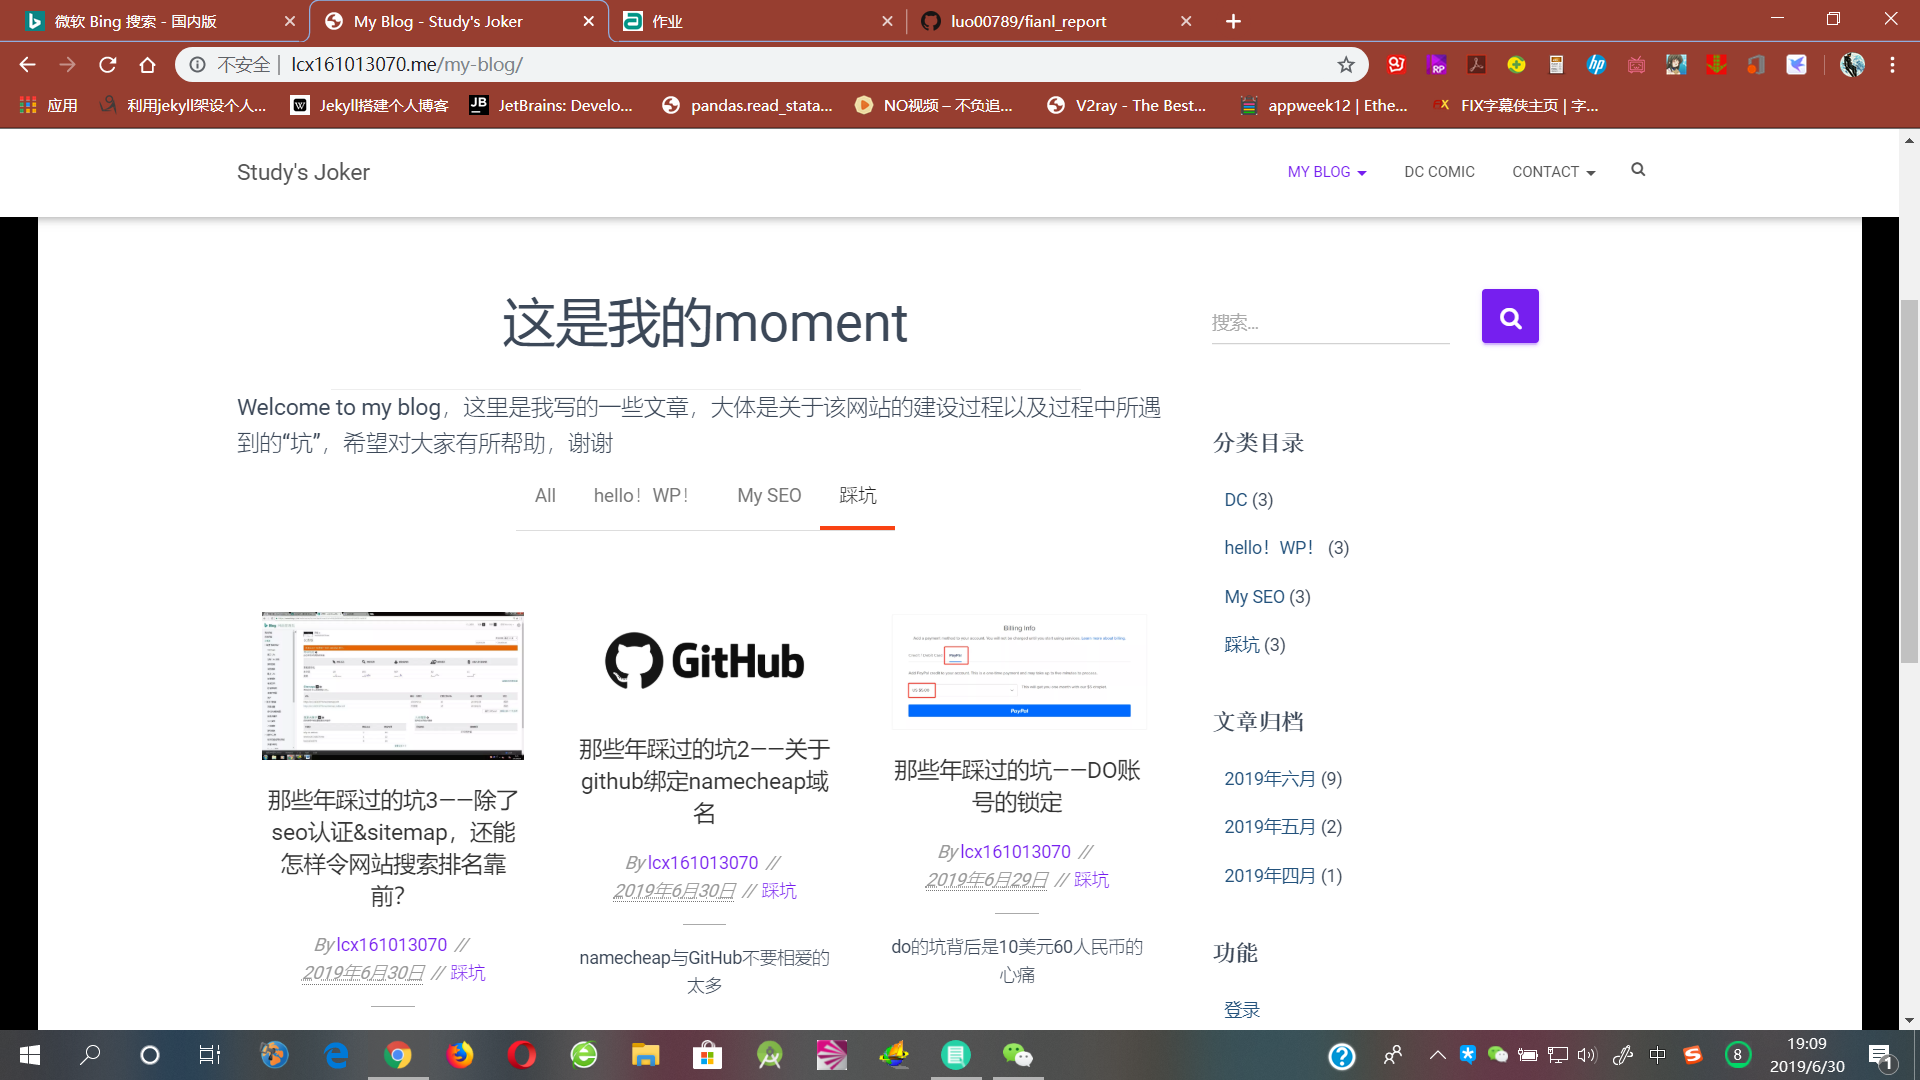 微软 Bing 搜索 - 国内版
My Blog - Study's Joker
作业
luo00789/fianl_report
不安全 | lcx161013070.me/my-blog/
应用
利用jekyll架设个人...
Jekyll搭建个人博客
JetBrains: Develo...
pandas.read_stata...
NO视频 – 不负追...
V2ray - The Best...
appweek12 | Ethe...
FIX字幕侠主页 | 字...
Study's Joker
MY BLOG
DC COMIC
CONTACT
这是我的moment
搜索...
Welcome to my blog，这里是我写的一些文章，大体是关于该网站的建设过程以及过程中所遇
到的“坑”，希望对大家有所帮助，谢谢
All
hello！WP！
My SEO
踩坑
分类目录
DC (3)
hello！WP！ (3)
My SEO (3)
踩坑 (3)
文章归档
2019年六月 (9)
2019年五月 (2)
2019年四月 (1)
功能
登录
那些年踩过的坑3——除了
seo认证&sitemap，还能
怎样令网站搜索排名靠
前？
By lcx161013070 //
2019年6月30日 // 踩坑
GitHub
那些年踩过的坑2——关于
github绑定namecheap域
名
By lcx161013070 //
2019年6月30日 // 踩坑
namecheap与GitHub不要相爱的
太多
Billing Info
PayPal
PayPal
那些年踩过的坑——DO账
号的锁定
By lcx161013070 //
2019年6月29日 // 踩坑
do的坑背后是10美元60人民币的
心痛
中
8
19:09
2019/6/30
1